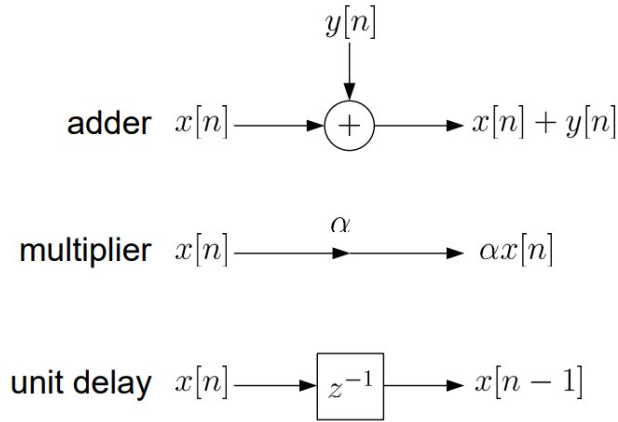 y[n]
adder x[n] + x[n] + y[n]
α
multiplier x[n] αx[n]
unit delay x[n] z⁻¹ x[n − 1]